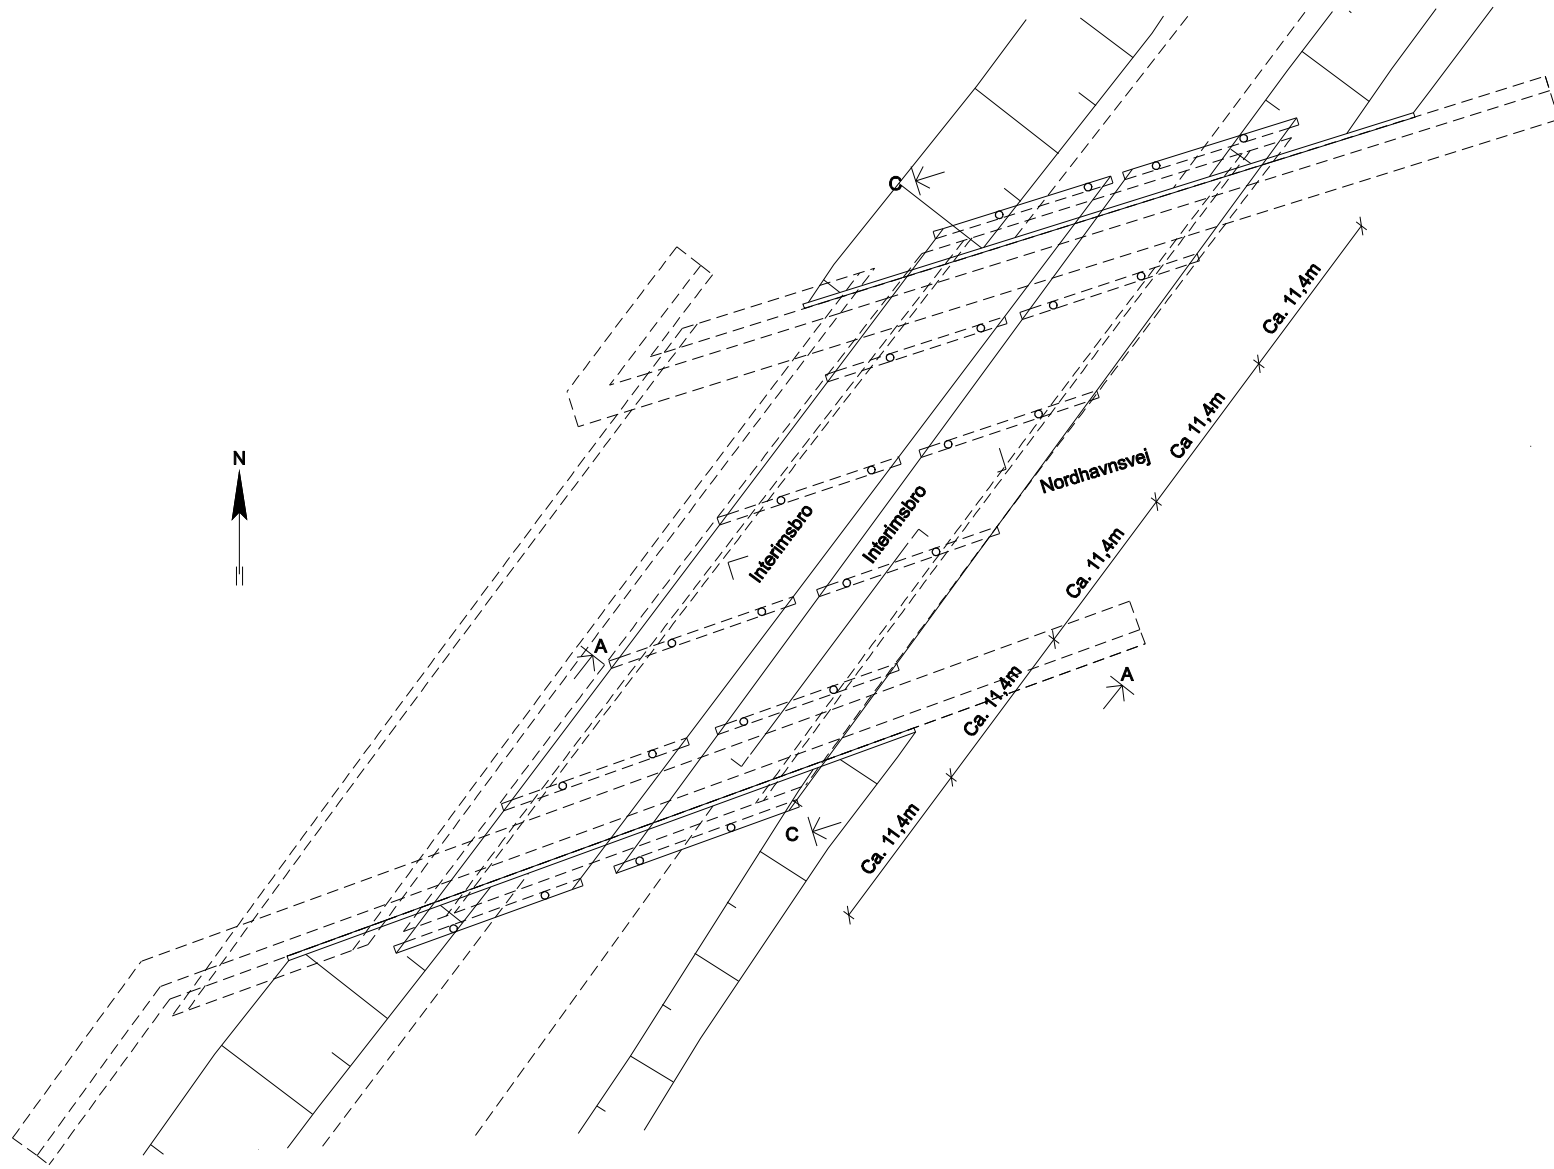 C
Ca. 11,4m
Ca 11,4m
N
Nordhavnsvej
Interimsbro
Interimsbro
Ca. 11,4m
A
A
Ca. 11,4m
C
Ca. 11,4m